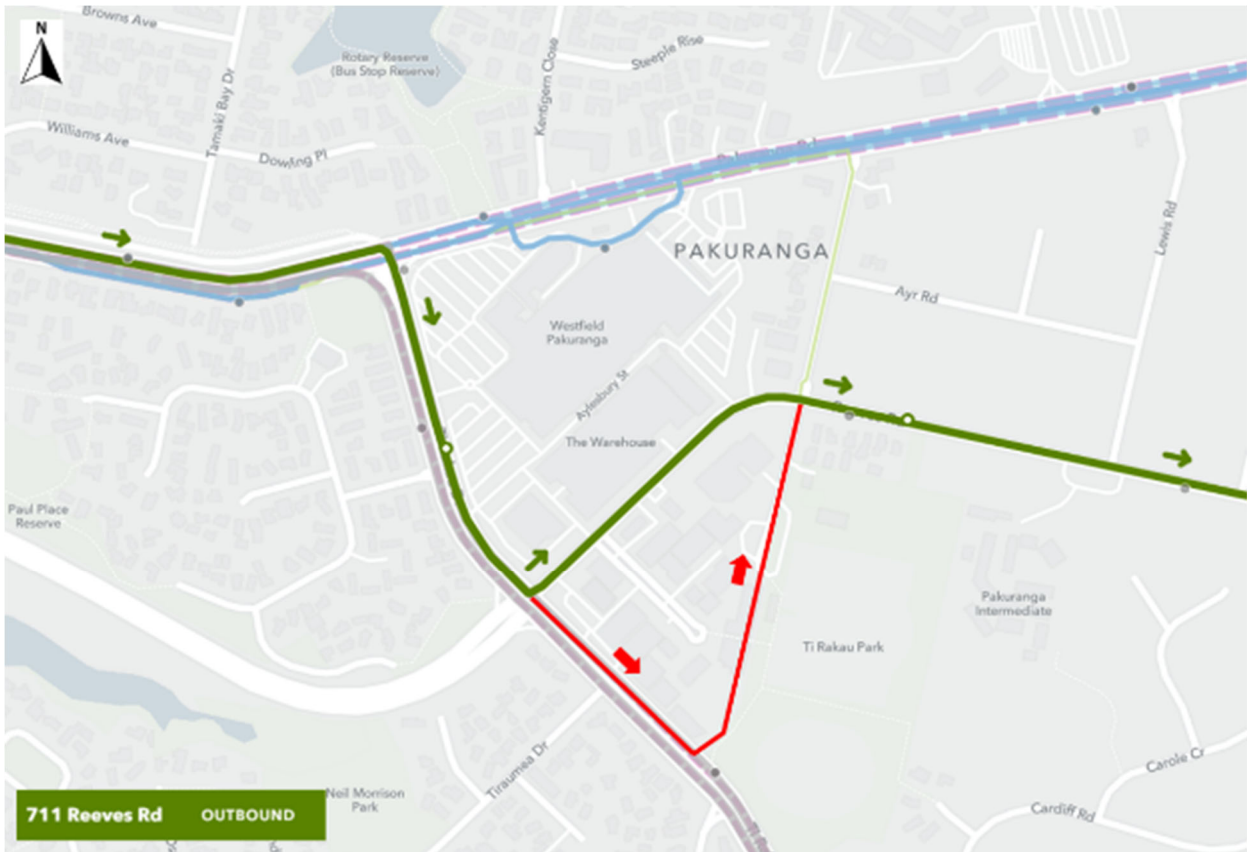 Browns Ave
N
Rotary Reserve
(Bus Stop Reserve)
Steeple Rise
Kentigern Close
Tamaki Bay Dr
Williams Ave
Dowling Pl
Lewis Rd
PAKURANGA
Ayr Rd
Westfield
Pakuranga
Aylesbury St
The Warehouse
Paul Place
Reserve
Pakuranga
Intermediate
Ti Rakau Park
Tiraumea Dr
Carole Cr
Neil Morrison
Park
Cardiff Rd
711 Reeves Rd OUTBOUND